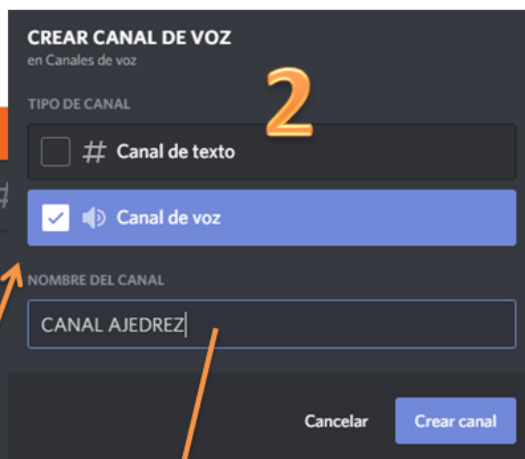 CREAR CANAL DE VOZ
en Canales de voz
2
TIPO DE CANAL
# Canal de texto
#
Canal de voz
NOMBRE DEL CANAL
CANAL AJEDREZ
Cancelar
Crear canal